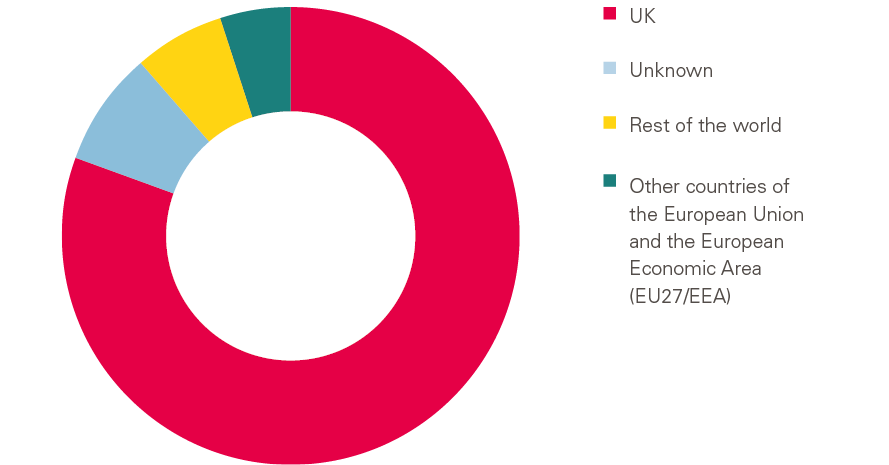 UK
Unknown
Rest of the world
Other countries of
the European Union
and the European
Economic Area
(EU27/EEA)